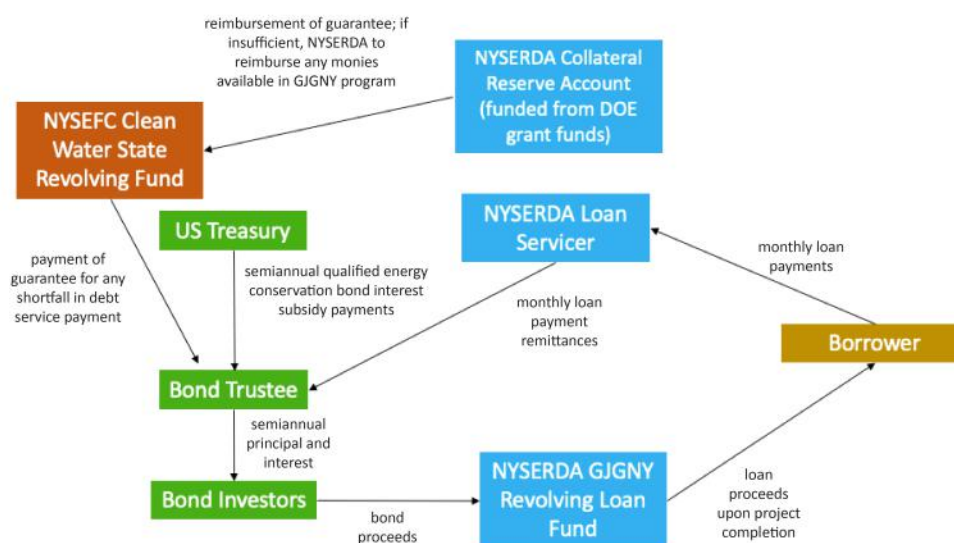 reimbursement of guarantee; if
insufficient, NYSERDA to
reimburse any monies
available in GJGNY program
NYSERDA Collateral
Reserve Account
(funded from DOE
grant funds)
NYSEFC Clean
Water State
Revolving Fund
US Treasury
NYSERDA Loan
Servicer
payment of
guarantee for any
shortfall in debt
service payment
semiannual qualified energy
conservation bond interest
subsidy payments
monthly loan
payment
remittances
monthly loan
payments
Borrower
Bond Trustee
semiannual
principal and
interest
Bond Investors
bond
proceeds
NYSERDA GJGNY
Revolving Loan
Fund
loan
proceeds
upon project
completion